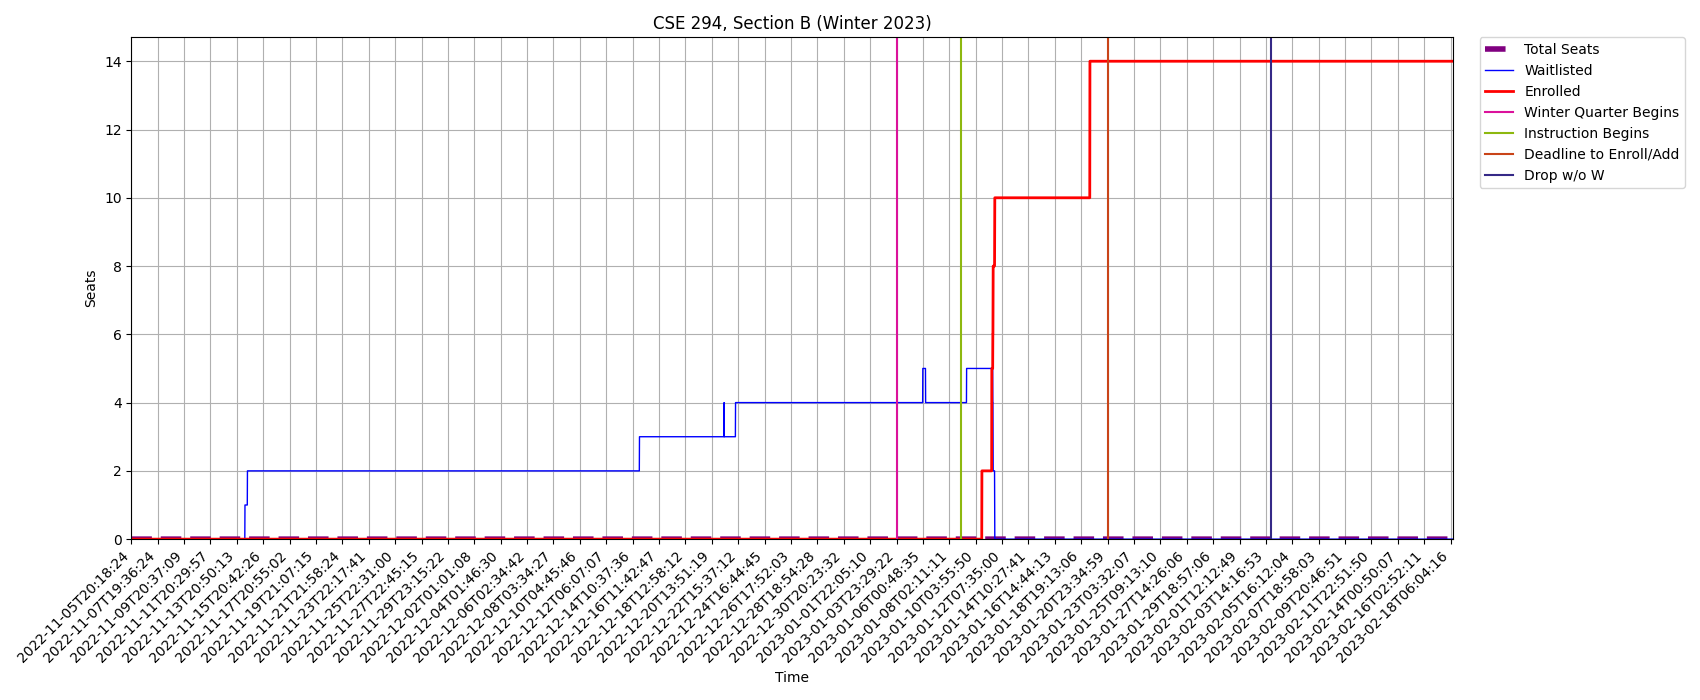 CSE 294, Section B (Winter 2023)
Total Seats
Waitlisted
Enrolled
Winter Quarter Begins
Instruction Begins
Deadline to Enroll/Add
Drop w/o W
Seats
14
12
10
8
6
4
2
0
2022-11-05T20:18:24
2022-11-07T19:36:24
2022-11-09T20:37:09
2022-11-11T20:29:57
2022-11-13T20:50:13
2022-11-15T20:42:26
2022-11-17T20:55:02
2022-11-19T21:07:15
2022-11-21T21:58:24
2022-11-23T22:17:41
2022-11-25T22:31:00
2022-11-27T22:45:15
2022-11-29T23:15:22
2022-12-02T01:01:08
2022-12-04T01:46:30
2022-12-06T02:34:42
2022-12-08T03:34:27
2022-12-10T04:45:46
2022-12-12T06:07:07
2022-12-14T10:37:36
2022-12-16T11:42:47
2022-12-18T12:58:12
2022-12-20T13:51:19
2022-12-22T15:37:12
2022-12-24T16:44:45
2022-12-26T17:52:03
2022-12-28T18:54:28
2022-12-30T20:23:32
2023-01-01T22:05:10
2023-01-03T23:29:22
2023-01-06T00:48:35
2023-01-08T02:11:11
2023-01-10T03:55:50
2023-01-12T07:35:00
2023-01-14T10:27:41
2023-01-16T14:44:13
2023-01-18T19:13:06
2023-01-20T23:34:59
2023-01-23T03:32:07
2023-01-25T09:13:10
2023-01-27T14:26:06
2023-01-29T18:57:06
2023-02-01T12:12:49
2023-02-03T14:16:53
2023-02-05T16:12:04
2023-02-07T18:58:03
2023-02-09T20:46:51
2023-02-11T22:51:50
2023-02-14T00:50:07
2023-02-16T02:52:11
2023-02-18T06:04:16
Time